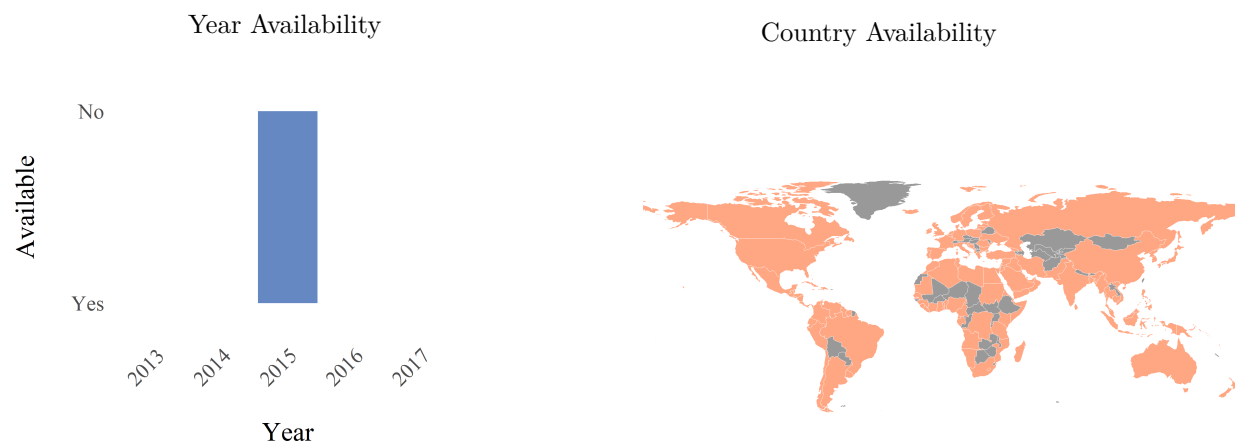 Year Availability
Country Availability
No
Available
Yes
2013
2014
2015
2016
2017
Year